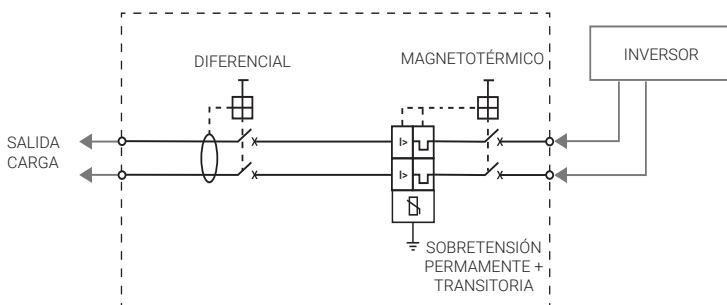 DIFERENCIAL
MAGNETOTÉRMICO
INVERSOR
SALIDA
CARGA
I>
I>
SOBRETENSIÓN
PERMAMENTE +
TRANSITORIA